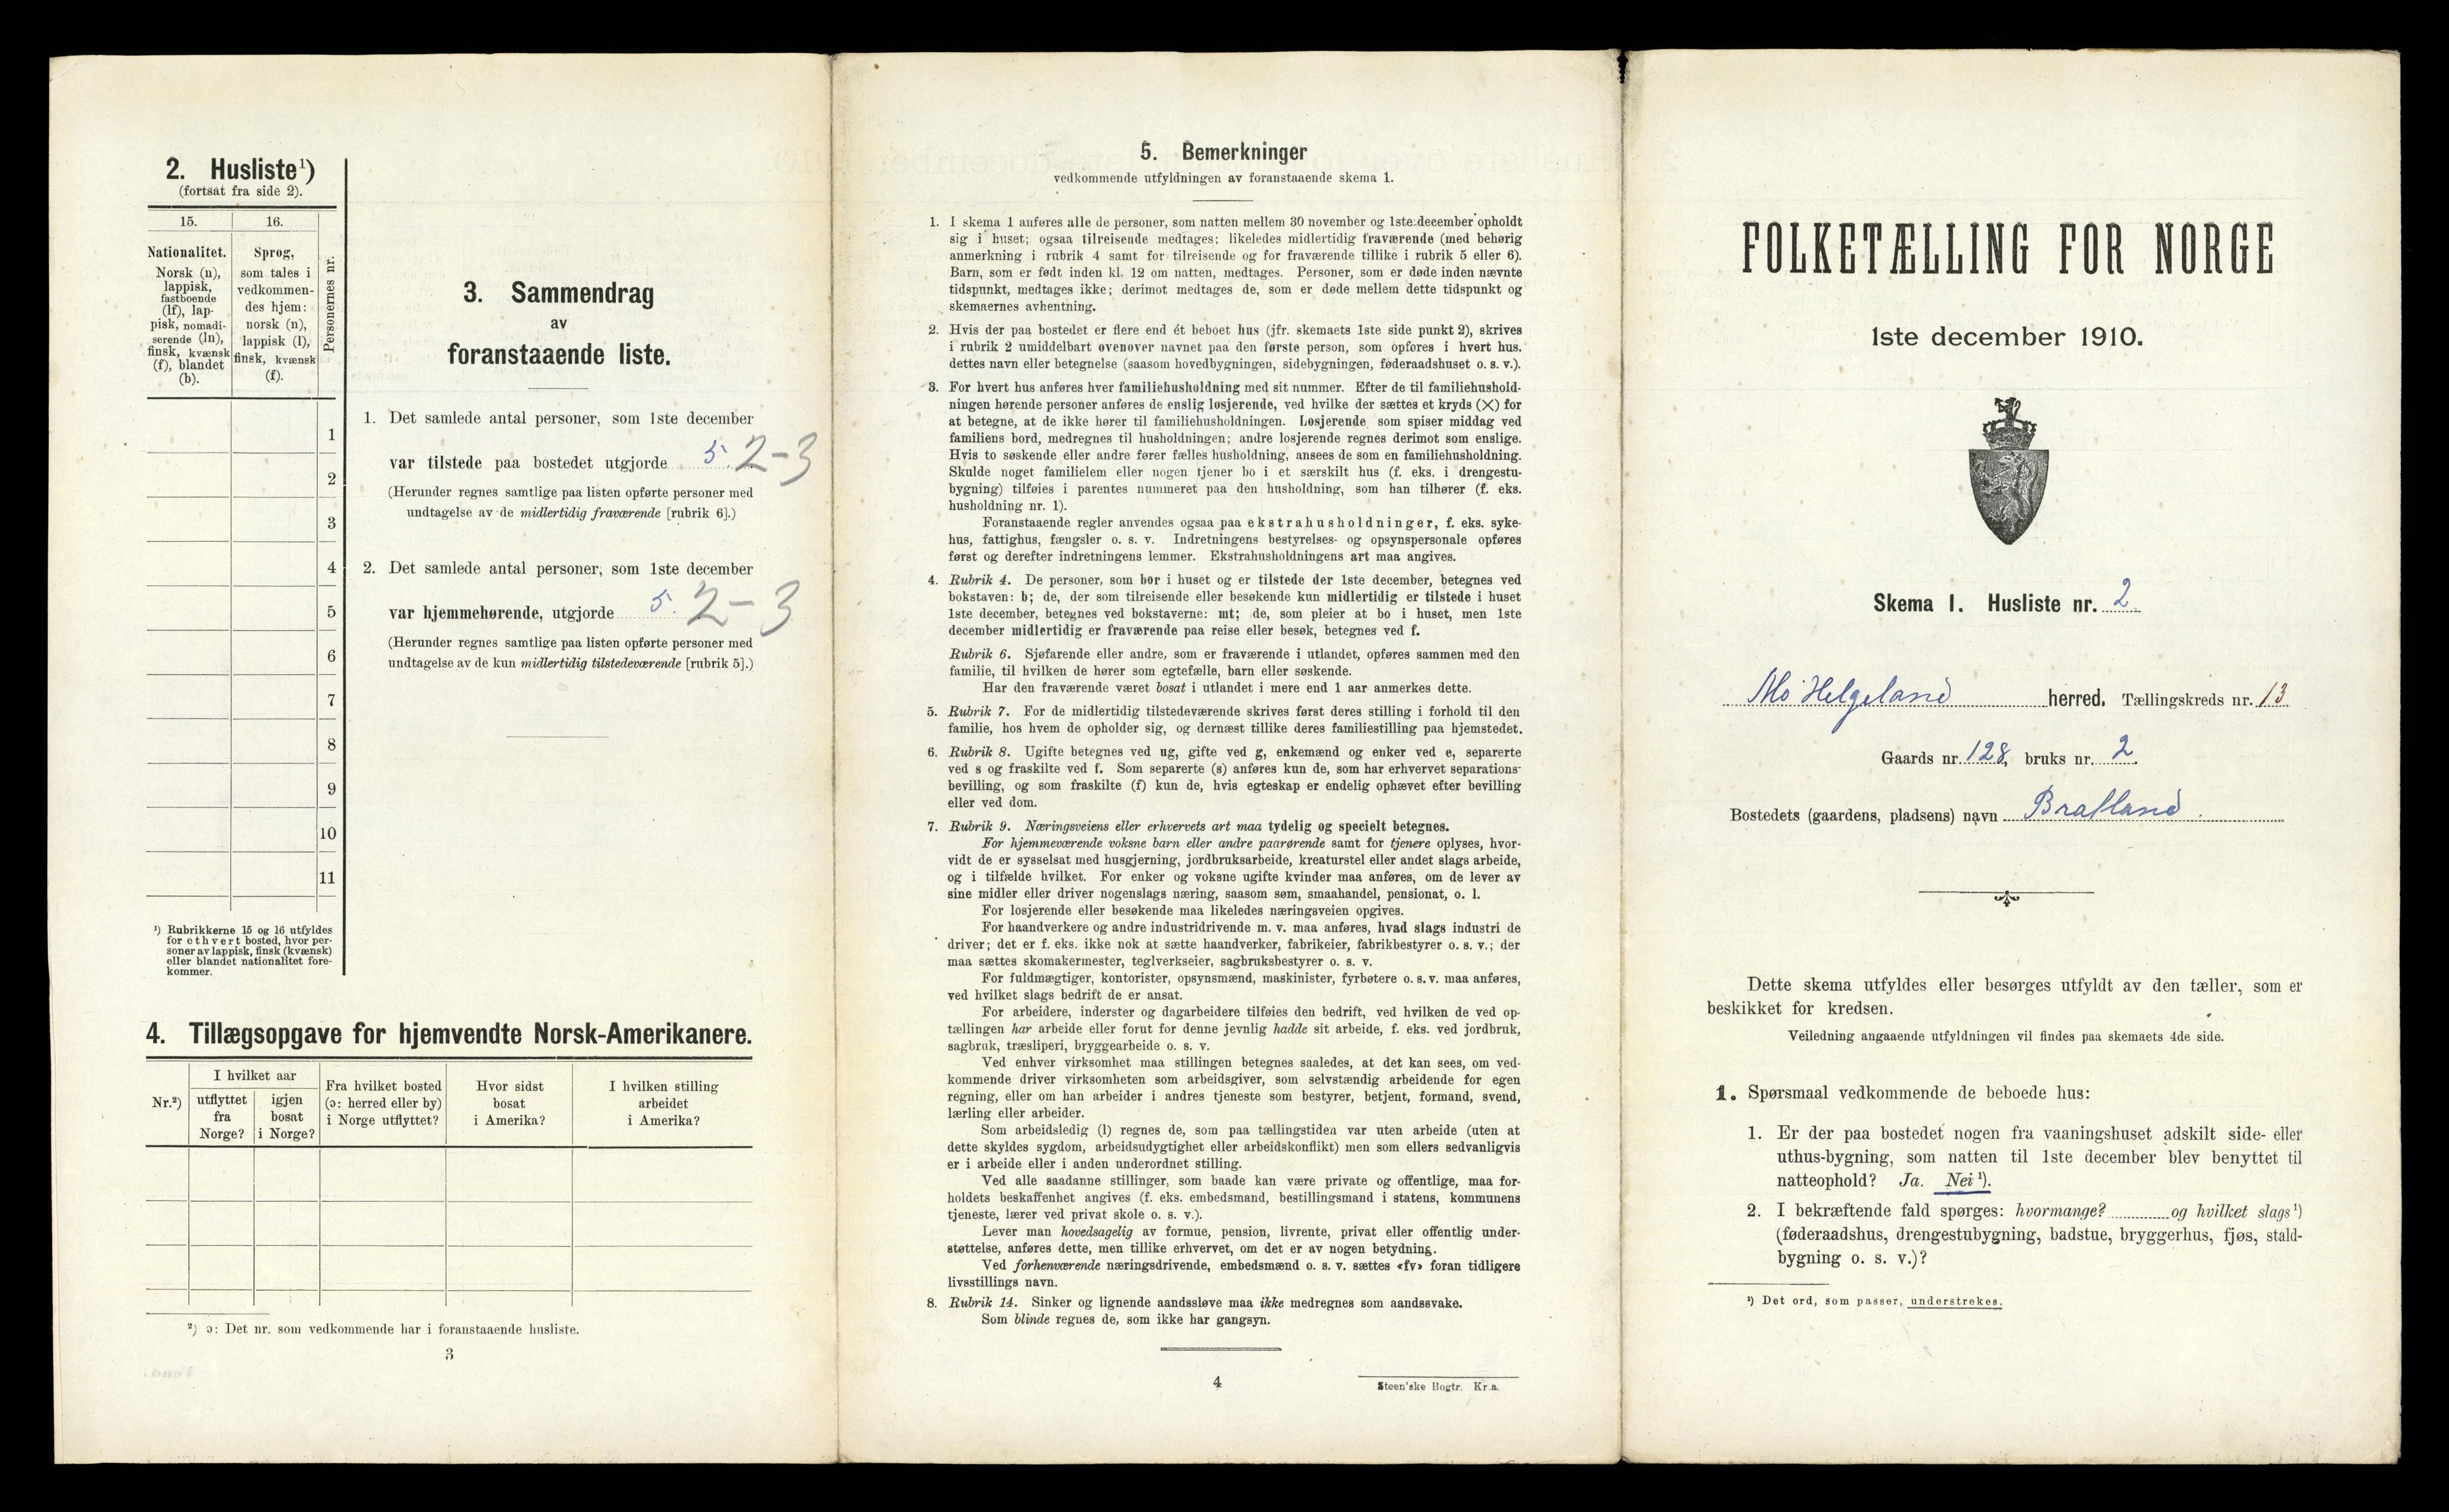 2. Husliste¹)
(fortsat fra side 2).
15.
16.
Personernes nr.
Nationalitet.
Norsk (n),
lappisk,
fastboende
(lf), lap-
pisk, nomadi-
serende (ln),
finsk, kvænsk
(f), blandet
(b).
Sprog,
som tales i
vedkommen-
des hjem:
norsk (n),
lappisk (l),
finsk, kvænsk
(f).
1
2
3
4
5
6
7
8
9
10
11
¹) Rubrikkerne 15 og 16 utfyldes
for ethvert bosted, hvor per-
soner av lappisk, finsk (kvænsk)
eller blandet nationalitet fore-
kommer.
3. Sammendrag
av
foranstaaende liste.
1. Det samlede antal personer, som 1ste december
var tilstede paa bostedet utgjorde 5 2-3
(Herunder regnes samtlige paa listen opførte personer med
undtagelse av de midlertidig fraværende [rubrik 6].)
2. Det samlede antal personer, som 1ste december
var hjemmehørende, utgjorde 5. 2-3
(Herunder regnes samtlige paa listen opførte personer med
undtagelse av de kun midlertidig tilstedeværende [rubrik 5].)
4. Tillægsopgave for hjemvendte Norsk-Amerikanere.
Nr.²)
I hvilket aar
utflyttet
fra
Norge?
igjen
bosat
i Norge?
Fra hvilket bosted
(ɔ: herred eller by)
i Norge utflyttet?
Hvor sidst
bosat
i Amerika?
I hvilken stilling
arbeidet
i Amerika?
²) ɔ: Det nr. som vedkommende har i foranstaaende husliste.
3
5. Bemerkninger
vedkommende utfyldningen av foranstaaende skema 1.
1. I skema 1 anføres alle de personer, som natten mellem 30 november og 1ste december opholdt
sig i huset; ogsaa tilreisende medtages; likeledes midlertidig fraværende (med behørig
anmerkning i rubrik 4 samt for tilreisende og for fraværende tillike i rubrik 5 eller 6).
Barn, som er født inden kl. 12 om natten, medtages. Personer, som er døde inden nævnte
tidspunkt, medtages ikke; derimot medtages de, som er døde mellem dette tidspunkt og
skemaernes avhentning.
2. Hvis der paa bostedet er flere end ét beboet hus (jfr. skemaets 1ste side punkt 2), skrives
i rubrik 2 umiddelbart ovenover navnet paa den første person, som opføres i hvert hus.
dettes navn eller betegnelse (saasom hovedbygningen, sidebygningen, føderaadshuset o. s. v.).
3. For hvert hus anføres hver familiehusholdning med sit nummer. Efter de til familiehushold-
ningen hørende personer anføres de enslig losjerende, ved hvilke der sættes et kryds (×) for
at betegne, at de ikke hører til familiehusholdningen. Losjerende som spiser middag ved
familiens bord, medregnes til husholdningen; andre losjerende regnes derimot som enslige.
Hvis to søskende eller andre fører fælles husholdning, ansees de som en familiehusholdning.
Skulde noget familielem eller nogen tjener bo i et særskilt hus (f. eks. i drengestu-
bygning) tilføies i parentes nummeret paa den husholdning, som han tilhører (f. eks.
husholdning nr. 1).
Foranstaaende regler anvendes ogsaa paa ekstrahusholdninger, f. eks. syke-
hus, fattighus, fængsler o. s. v. Indretningens bestyrelses- og opsynspersonale opføres
først og derefter indretningens lemmer. Ekstrahusholdningens art maa angives.
4. Rubrik 4. De personer, som bor i huset og er tilstede der 1ste december, betegnes ved
bokstaven: b; de, der som tilreisende eller besøkende kun midlertidig er tilstede i huset
1ste december, betegnes ved bokstaverne: mt; de, som pleier at bo i huset, men 1ste
december midlertidig er fraværende paa reise eller besøk, betegnes ved f.
Rubrik 6. Sjøfarende eller andre, som er fraværende i utlandet, opføres sammen med den
familie, til hvilken de hører som egtefælle, barn eller søskende.
Har den fraværende været bosat i utlandet i mere end 1 aar anmerkes dette.
5. Rubrik 7. For de midlertidig tilstedeværende skrives først deres stilling i forhold til den
familie, hos hvem de opholder sig, og dernæst tillike deres familiestilling paa hjemstedet.
6. Rubrik 8. Ugifte betegnes ved ug, gifte ved g, enkemænd og enker ved e, separerte
ved s og fraskilte ved f. Som separerte (s) anføres kun de, som har erhvervet separations-
bevilling, og som fraskilte (f) kun de, hvis egteskap er endelig ophævet efter bevilling
eller ved dom.
7. Rubrik 9. Næringsveiens eller erhvervets art maa tydelig og specielt betegnes.
For hjemmeværende voksne barn eller andre paarørende samt for tjenere oplyses, hvor-
vidt de er sysselsat med husgjerning, jordbruksarbeide, kreaturstel eller andet slags arbeide,
og i tilfælde hvilket. For enker og voksne ugifte kvinder maa anføres, om de lever av
sine midler eller driver nogenslags næring, saasom søm, smaahandel, pensionat, o. l.
For losjerende eller besøkende maa likeledes næringsveien opgives.
For haandverkere og andre industridrivende m. v. maa anføres, hvad slags industri de
driver; det er f. eks. ikke nok at sætte haandverker, fabrikeier, fabrikbestyrer o. s. v.; der
maa sættes skomakermester, teglverkseier, sagbruksbestyrer o. s. v.
For fuldmægtiger, kontorister, opsynsmænd, maskinister, fyrbøtere o. s. v. maa anføres,
ved hvilket slags bedrift de er ansat.
For arbeidere, inderster og dagarbeidere tilføies den bedrift, ved hvilken de ved op-
tællingen har arbeide eller forut for denne jevnlig hadde sit arbeide, f. eks. ved jordbruk,
sagbruk, træsliperi, bryggearbeide o. s. v.
Ved enhver virksomhet maa stillingen betegnes saaledes, at det kan sees, om ved-
kommende driver virksomheten som arbeidsgiver, som selvstændig arbeidende for egen
regning, eller om han arbeider i andres tjeneste som bestyrer, betjent, formand, svend,
lærling eller arbeider.
Som arbeidsledig (l) regnes de, som paa tællingstiden var uten arbeide (uten at
dette skyldes sygdom, arbeidsudygtighet eller arbeidskonflikt) men som ellers sedvanligvis
er i arbeide eller i anden underordnet stilling.
Ved alle saadanne stillinger, som baade kan være private og offentlige, maa for-
holdets beskaffenhet angives (f. eks. embedsmand, bestillingsmand i statens, kommunens
tjeneste, lærer ved privat skole o. s. v.).
Lever man hovedsagelig av formue, pension, livrente, privat eller offentlig under-
støttelse, anføres dette, men tillike erhvervet, om det er av nogen betydning.
Ved forhenværende næringsdrivende, embedsmænd o. s. v. sættes «fv» foran tidligere
livsstillings navn.
8. Rubrik 14. Sinker og lignende aandssløve maa ikke medregnes som aandssvake.
Som blinde regnes de, som ikke har gangsyn.
4
Steen'ske Bogtr. Kr.a.
FOLKETÆLLING FOR NORGE
1ste december 1910.
Skema 1. Husliste nr. 2.
Mo Helgeland herred. Tællingskreds nr. 13
Gaards nr. 128, bruks nr. 2.
Bostedets (gaardens, pladsens) navn Bratland.
Dette skema utfyldes eller besørges utfyldt av den tæller, som er
beskikket for kredsen.
Veiledning angaaende utfyldningen vil findes paa skemaets 4de side.
1. Spørsmaal vedkommende de beboede hus:
1. Er der paa bostedet nogen fra vaaningshuset adskilt side- eller
uthus-bygning, som natten til 1ste december blev benyttet til
natteophold? Ja. Nei ¹).
2. I bekræftende fald spørges: hvormange? og hvilket slags ¹)
(føderaadshus, drengestubygning, badstue, bryggerhus, fjøs, stald-
bygning o. s. v.)?
¹) Det ord, som passer, understrekes.